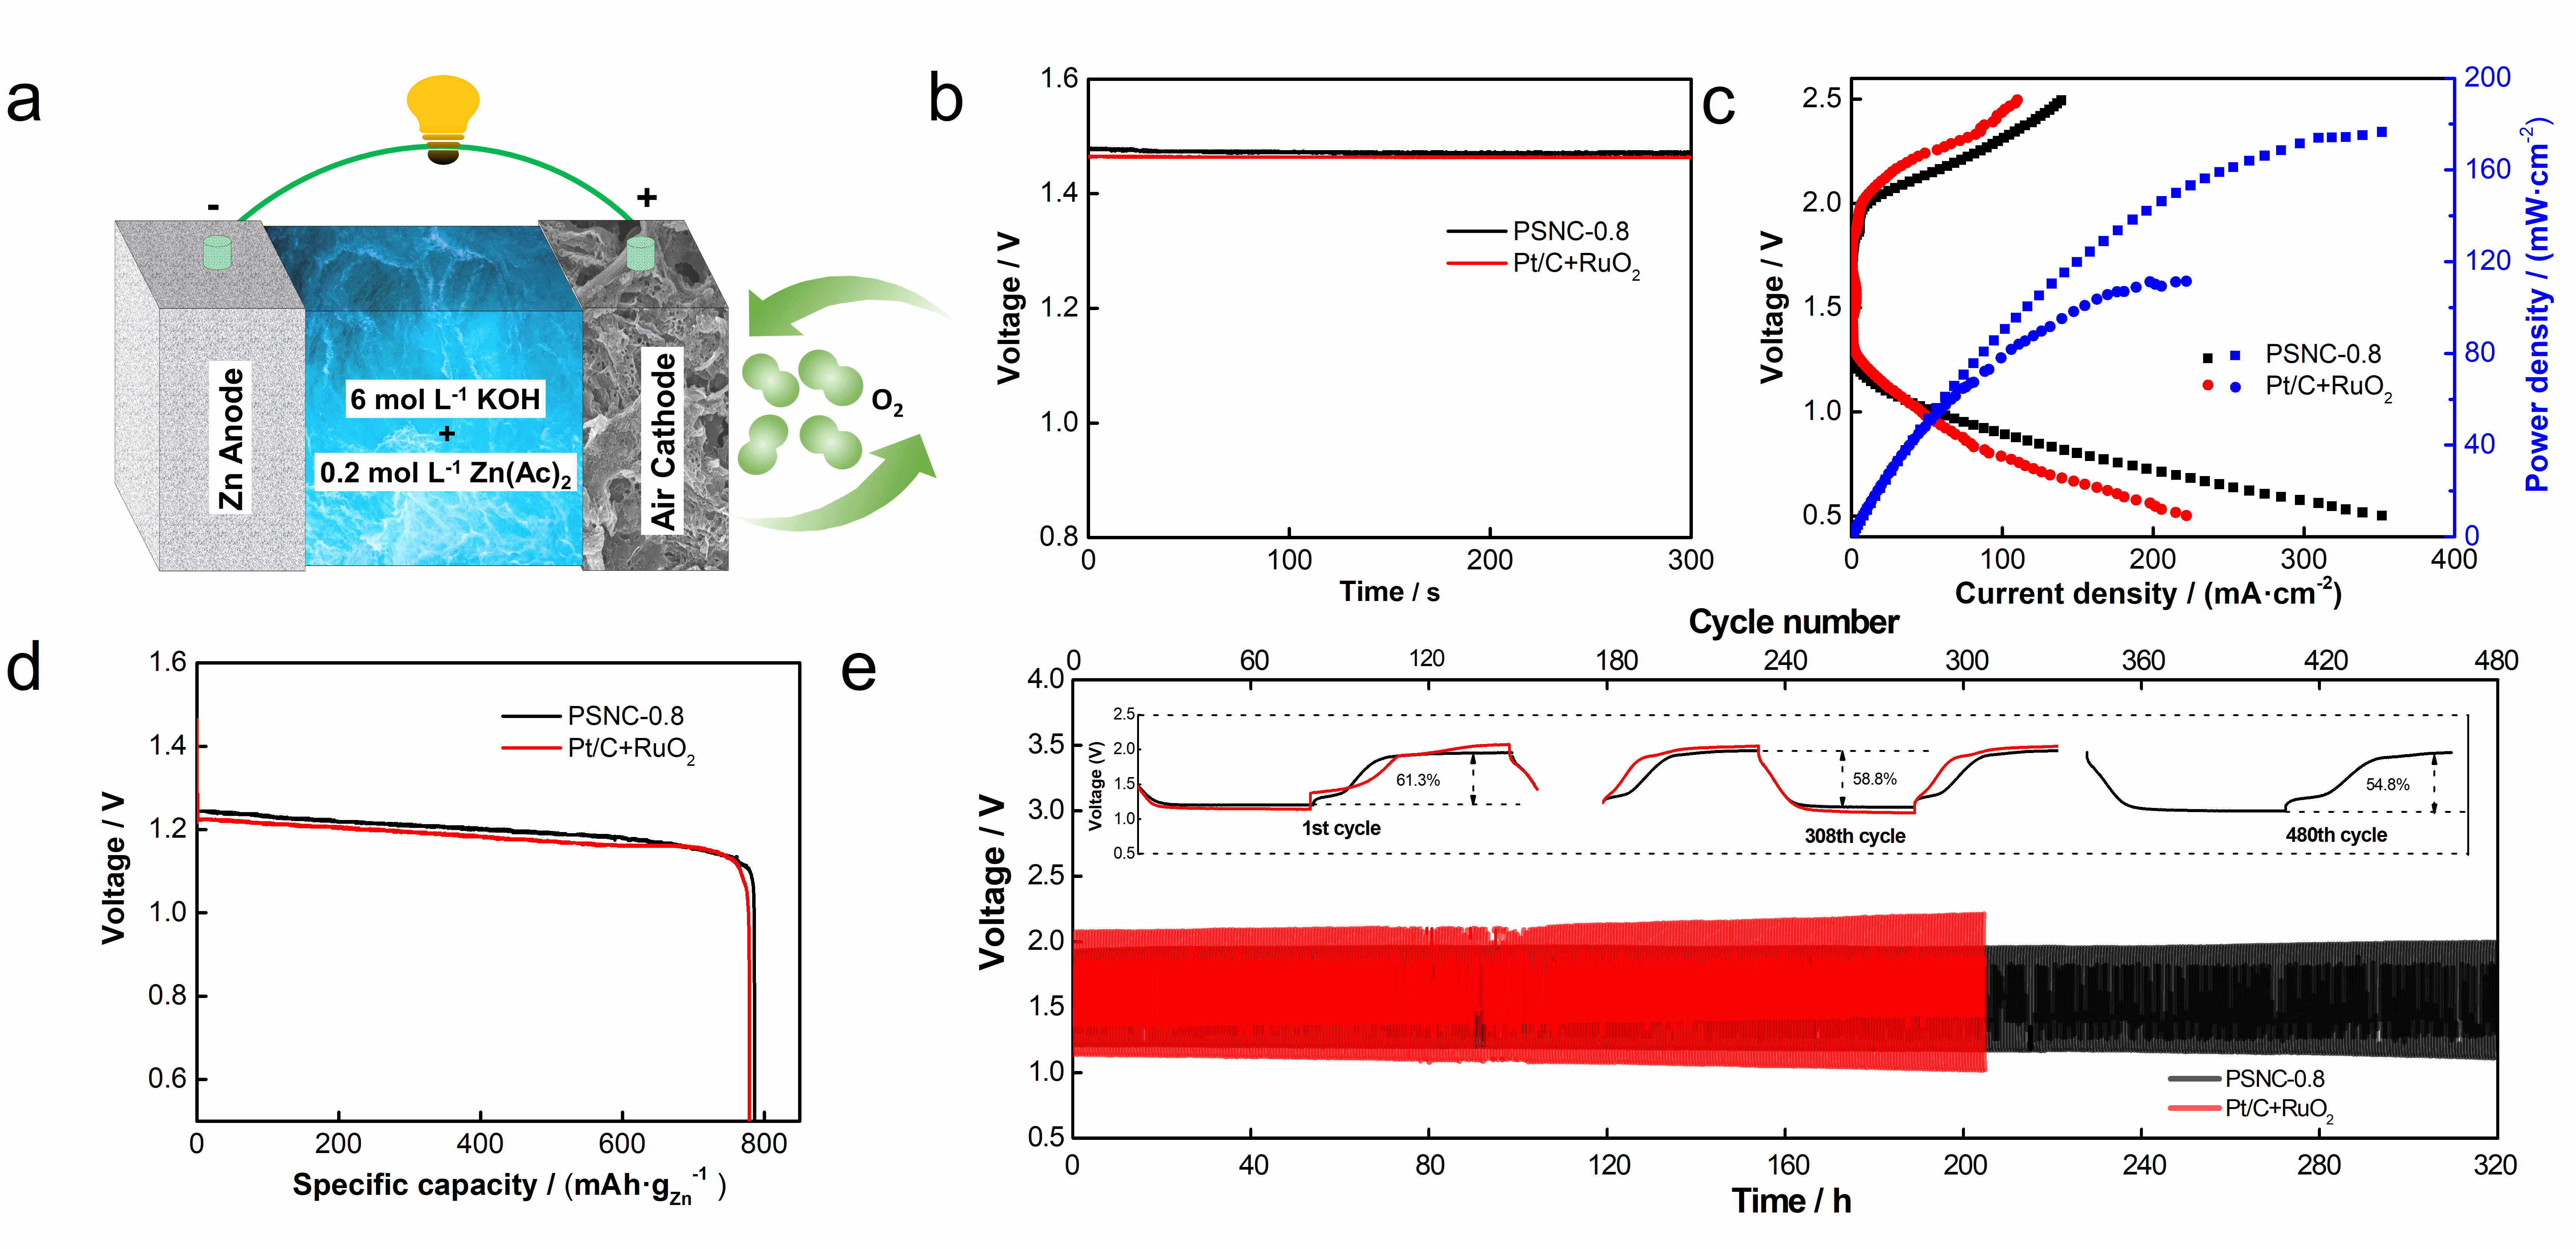 a
-
+
Zn Anode
6 mol L⁻¹ KOH
+
0.2 mol L⁻¹ Zn(Ac)₂
Air Cathode
O₂
b
1.6
1.4
1.2
1.0
0.8
Voltage / V
PSNC-0.8
Pt/C+RuO₂
0
100
200
300
Time / s
c
2.5
2.0
1.5
1.0
0.5
Voltage / V
200
160
120
80
40
0
Power density / (mW·cm⁻²)
PSNC-0.8
Pt/C+RuO₂
0
100
200
300
400
Current density / (mA·cm⁻²)
d
1.6
1.4
1.2
1.0
0.8
0.6
Voltage / V
PSNC-0.8
Pt/C+RuO₂
0
200
400
600
800
Specific capacity / (mAh·g_Zn⁻¹ )
e
Cycle number
0
60
120
180
240
300
360
420
480
4.0
3.5
3.0
2.5
2.0
1.5
1.0
0.5
Voltage / V
2.5
2.0
1.5
1.0
0.5
Voltage (V)
61.3%
1st cycle
58.8%
308th cycle
54.8%
480th cycle
PSNC-0.8
Pt/C+RuO₂
0
40
80
120
160
200
240
280
320
Time / h